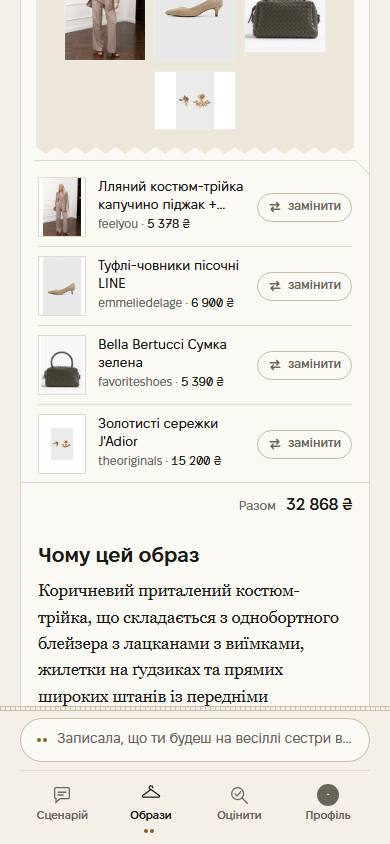 Лляний костюм-трійка
капучино піджак +...
feelyou · 5 378 ₴
замінити
Туфлі-човники пісочні
LINE
emmeliedelage · 6 900 ₴
замінити
Bella Bertucci Сумка
зелена
favoriteshoes · 5 390 ₴
замінити
Золотисті сережки
J'Adior
theoriginals · 15 200 ₴
замінити
Разом 32 868 ₴
Чому цей образ
Коричневий приталений костюм-
трійка, що складається з однобортного
блейзера з лацканами з виїмками,
жилетки на ґудзиках та прямих
широких штанів із передніми
Записала, що ти будеш на весіллі сестри в...
Сценарій
Образи
Оцінити
Профіль